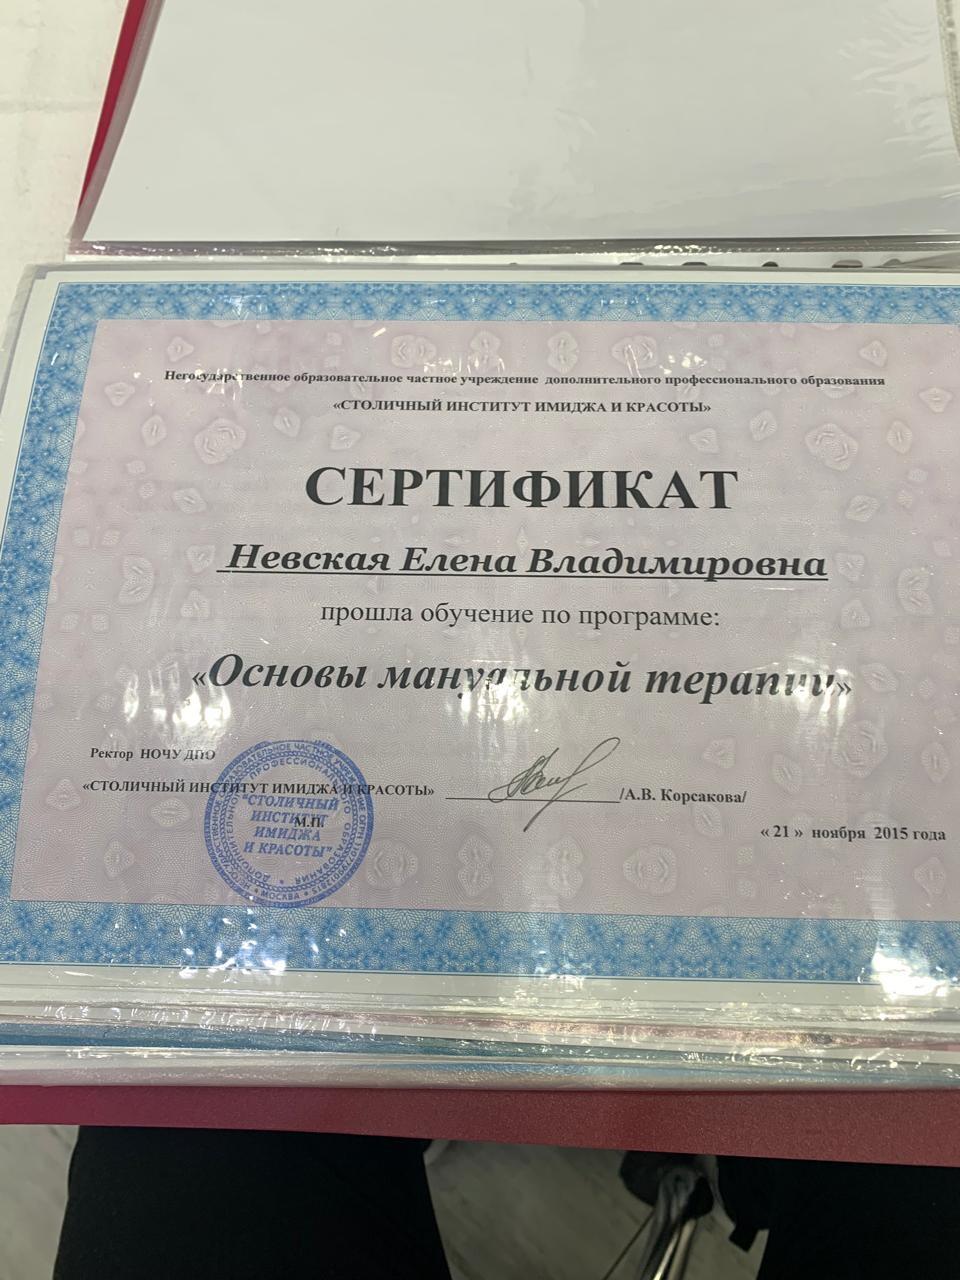 Негосударственное образовательное частное учреждение дополнительного профессионального образования
«СТОЛИЧНЫЙ ИНСТИТУТ ИМИДЖА И КРАСОТЫ»
СЕРТИФИКАТ
Невская Елена Владимировна
прошла обучение по программе:
«Основы мануальной терапии»
Ректор НОЧУ ДПО
«СТОЛИЧНЫЙ ИНСТИТУТ ИМИДЖА И КРАСОТЫ» /А.В. Корсакова/
М.П.
"СТОЛИЧНЫЙ
ИНСТИТУТ
ИМИДЖА
И КРАСОТЫ"
МОСКВА
« 21 » ноября 2015 года